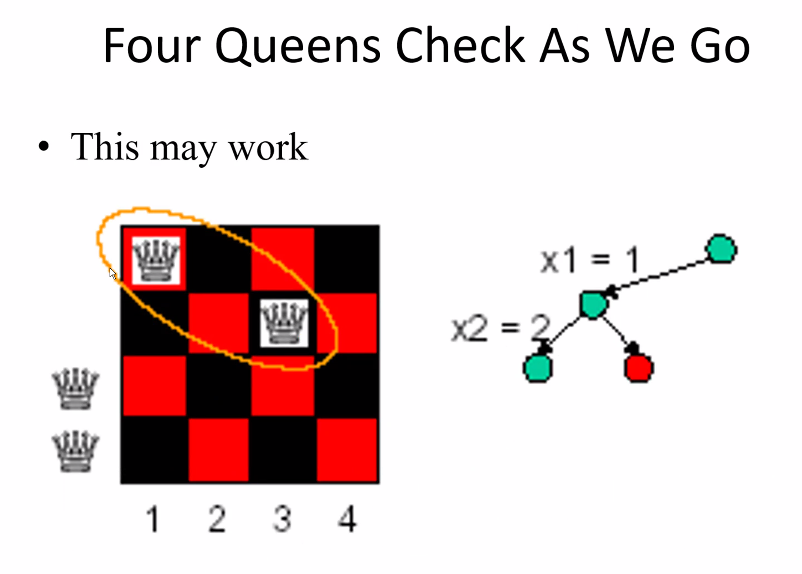 Four Queens Check As We Go
• This may work
x1 = 1
x2 = 2
1 2 3 4